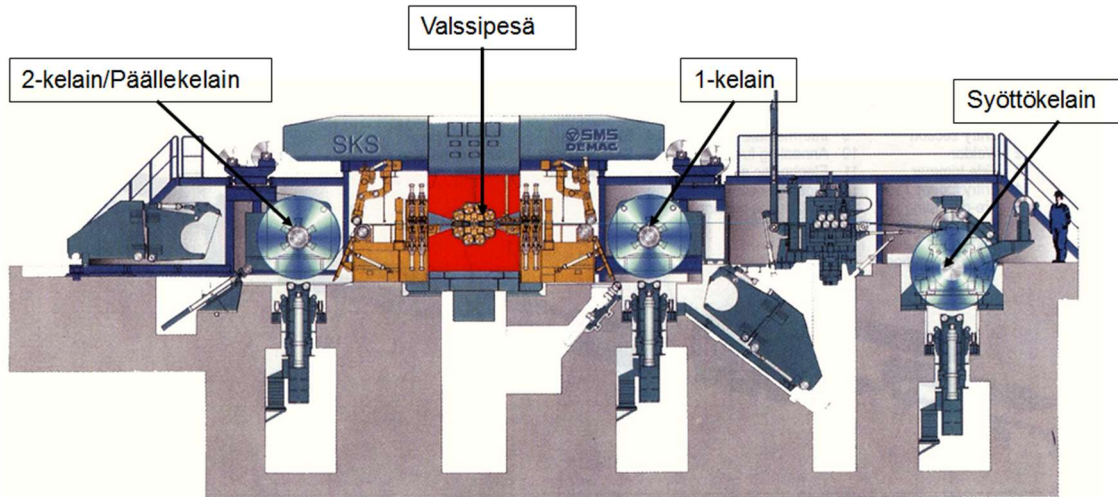 Valssipesä
2-kelain/Päällekelain
1-kelain
Syöttökelain
SKS
SMS
DEMAG